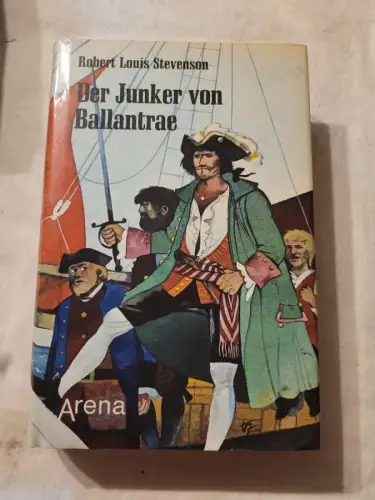 Robert Louis Stevenson
Der Junker von
Ballantrae
Arena